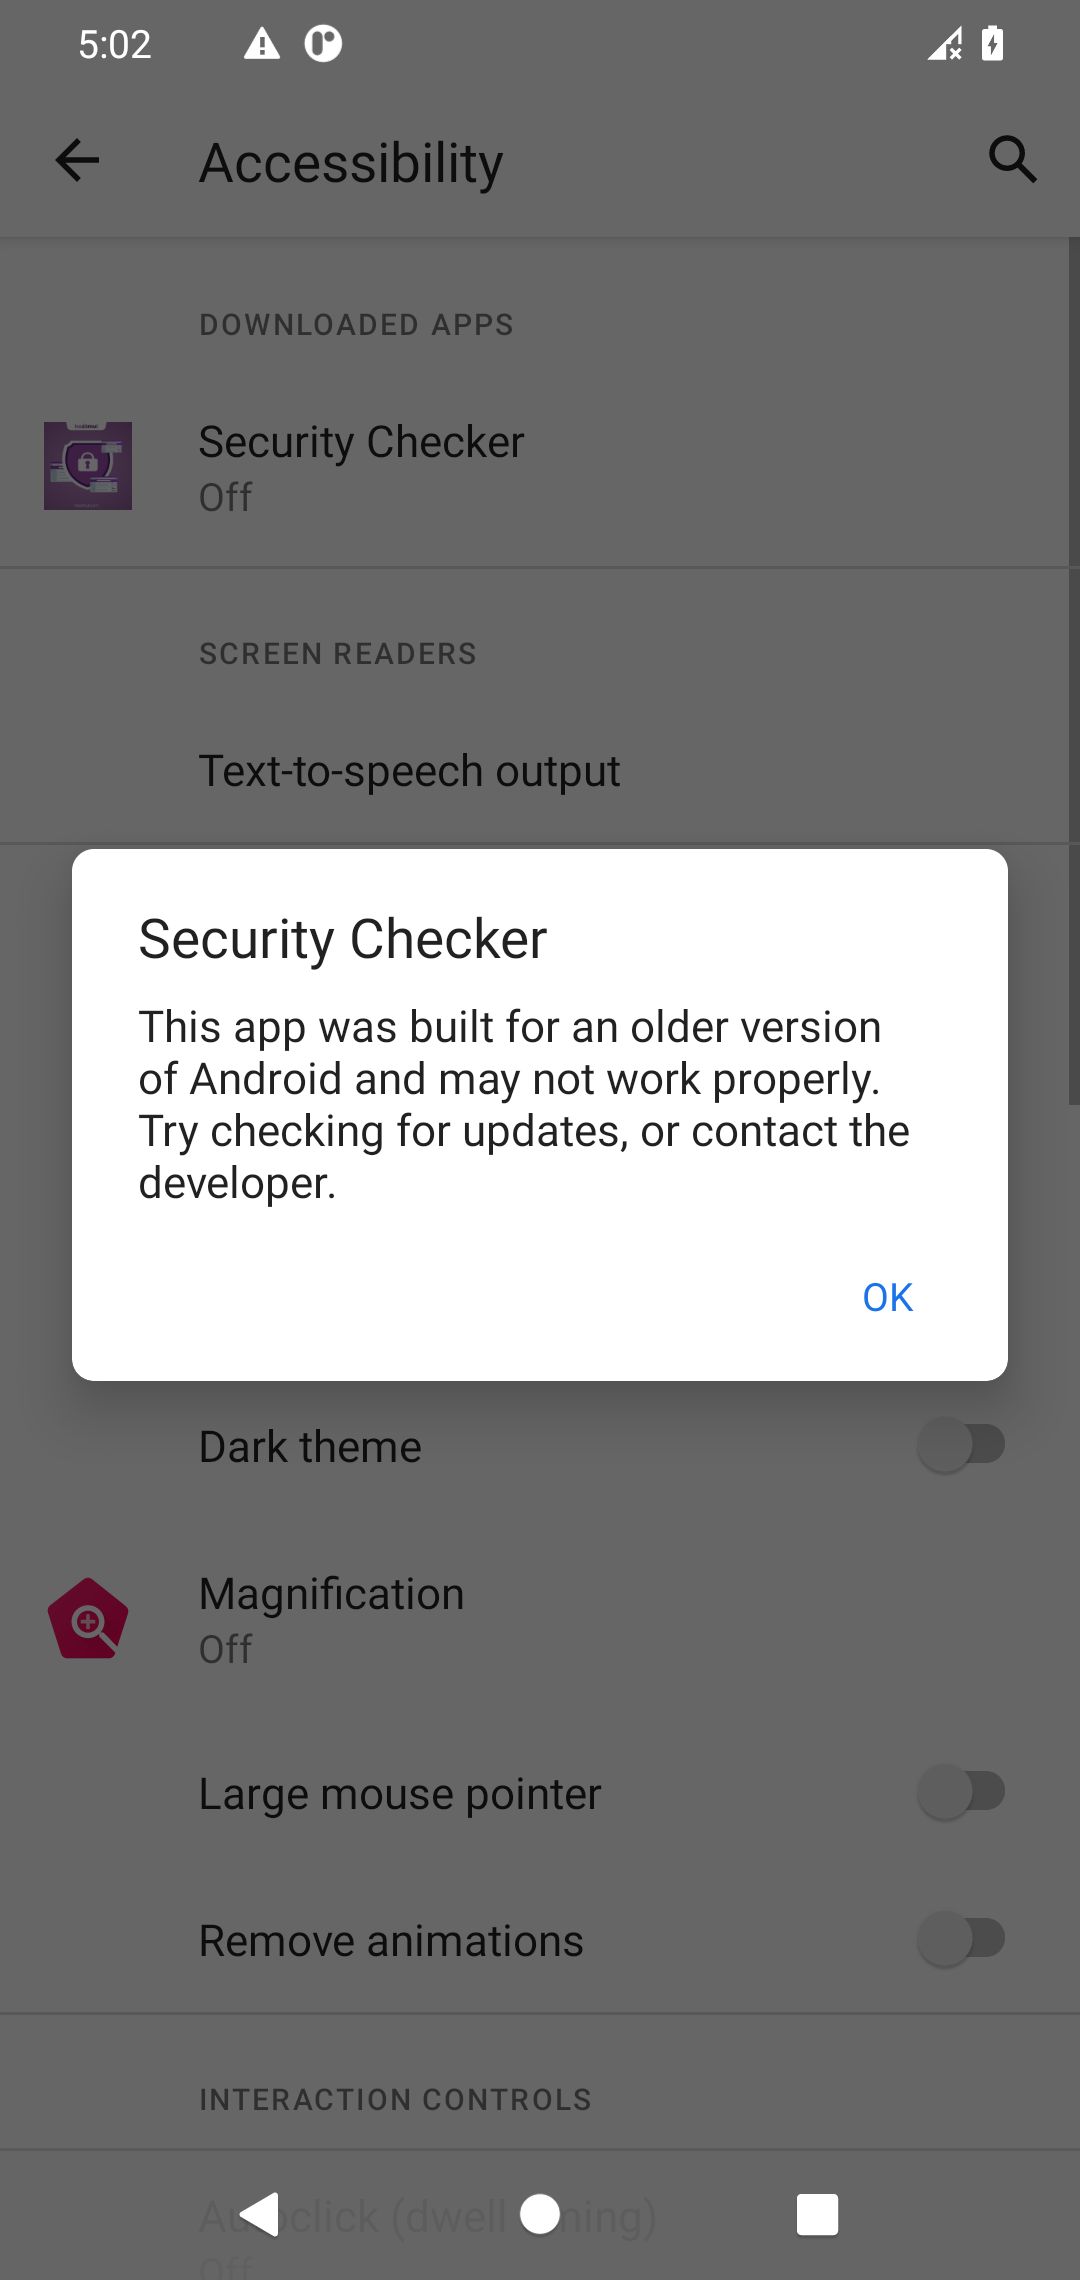 5:02
Accessibility
DOWNLOADED APPS
Security Checker
Off
SCREEN READERS
Text-to-speech output
Security Checker
This app was built for an older version
of Android and may not work properly.
Try checking for updates, or contact the
developer.
OK
Dark theme
Magnification
Off
Large mouse pointer
Remove animations
INTERACTION CONTROLS
(dwell
Off